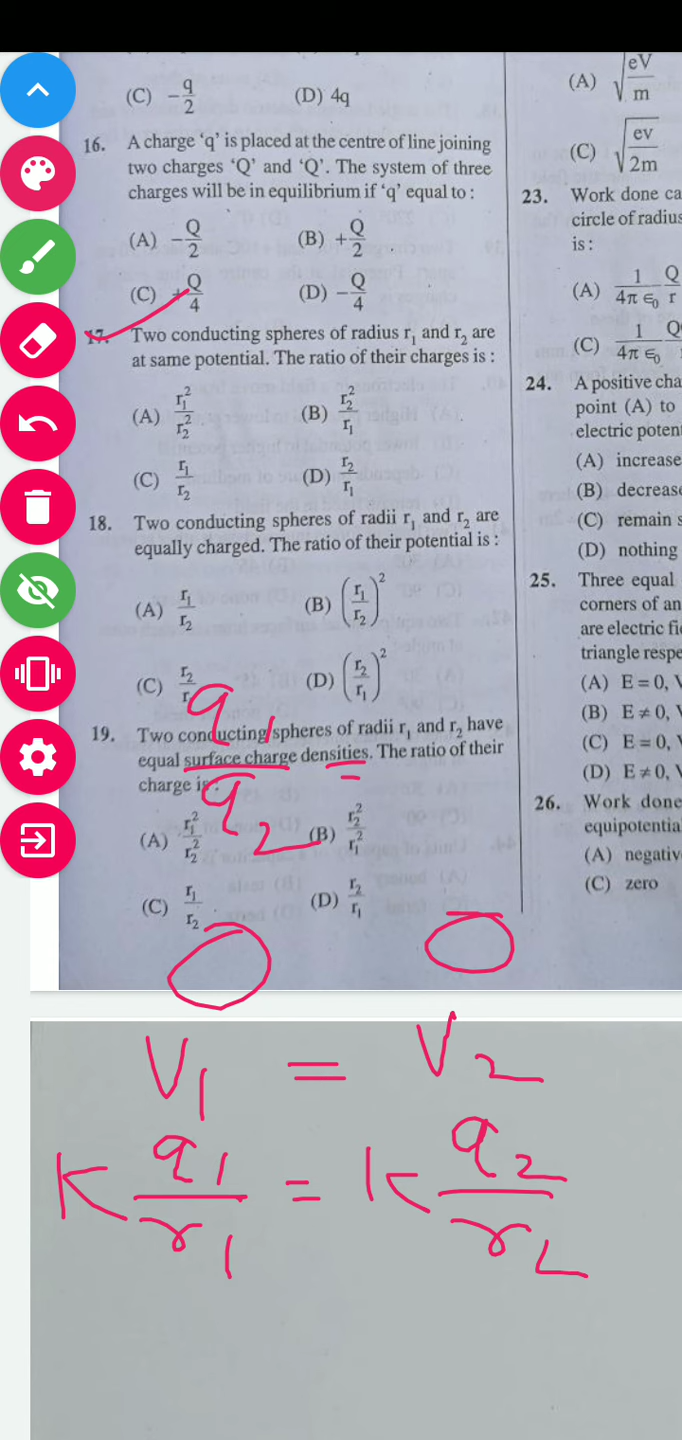 (C) -q/2 (D) 4q
16. A charge ‘q’ is placed at the centre of line joining
two charges ‘Q’ and ‘Q’. The system of three
charges will be in equilibrium if ‘q’ equal to :
(A) -Q/2 (B) +Q/2
(C) +Q/4 (D) -Q/4
17. Two conducting spheres of radius r₁ and r₂ are
at same potential. The ratio of their charges is :
(A) r₁²/r₂² (B) r₂²/r₁
(C) r₁/r₂ (D) r₂/r₁
18. Two conducting spheres of radii r₁ and r₂ are
equally charged. The ratio of their potential is :
(A) r₁/r₂ (B) (r₁/r₂)²
(C) r₂/r (D) (r₂/r₁)²
19. Two conducting spheres of radii r₁ and r₂ have
equal surface charge densities. The ratio of their
charge is :
(A) r₁²/r₂² (B) r₂²/r₁²
(C) r₁/r₂ (D) r₂/r₁
q₁
q₂
(A) √(eV/m)
(C) √(ev/2m)
23. Work done ca
circle of radius
is :
(A) 1/4π∈₀ Q/r
(C) 1/4π∈₀
24. A positive cha
point (A) to
electric poten
(A) increase
(B) decrease
(C) remain s
(D) nothing
25. Three equal
corners of an
are electric fi
triangle respe
(A) E = 0, V
(B) E ≠ 0, V
(C) E = 0, V
(D) E ≠ 0, V
26. Work done
equipotentia
(A) negativ
(C) zero
V₁ = V₂
K q₁/r₁ = K q₂/r₂